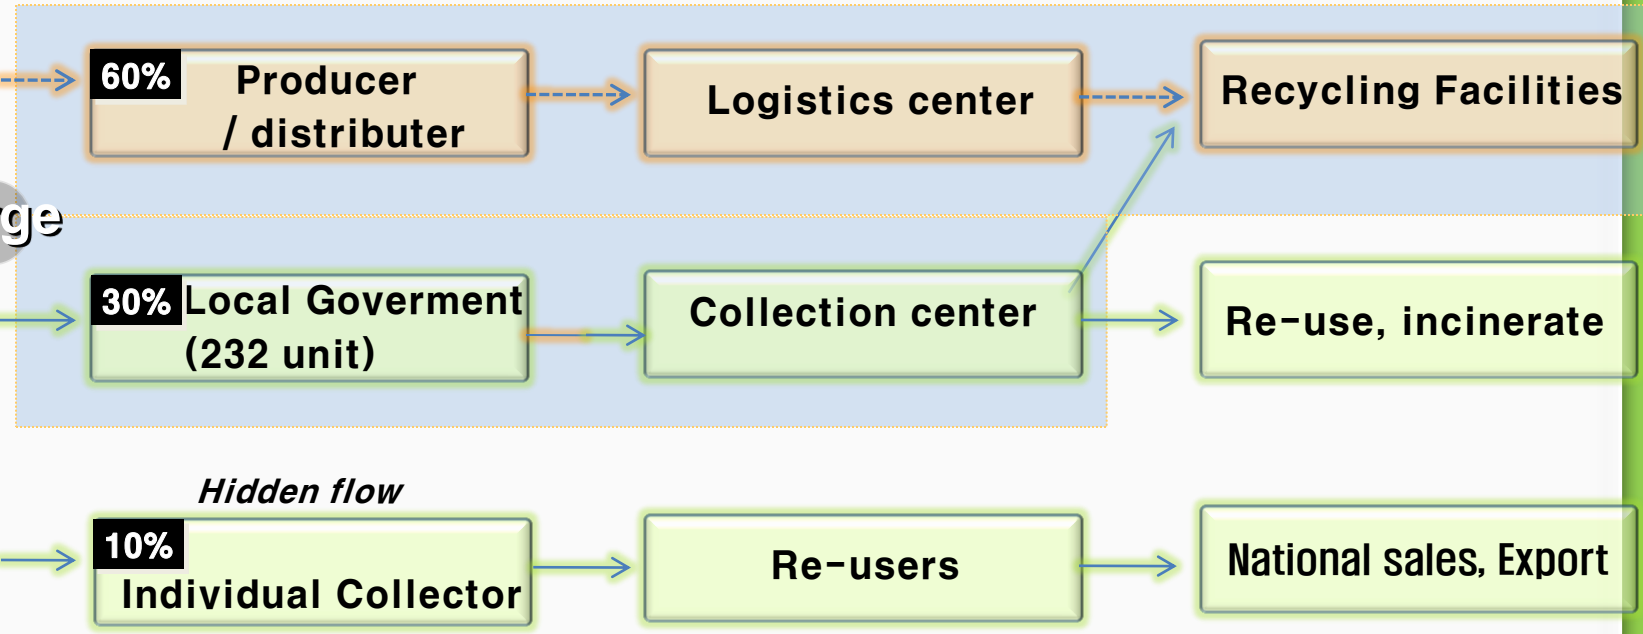 60%
Producer
/ distributer
Logistics center
Recycling Facilities
ge
30% Local Goverment
(232 unit)
Collection center
Re-use, incinerate
Hidden flow
10%
Individual Collector
Re-users
National sales, Export